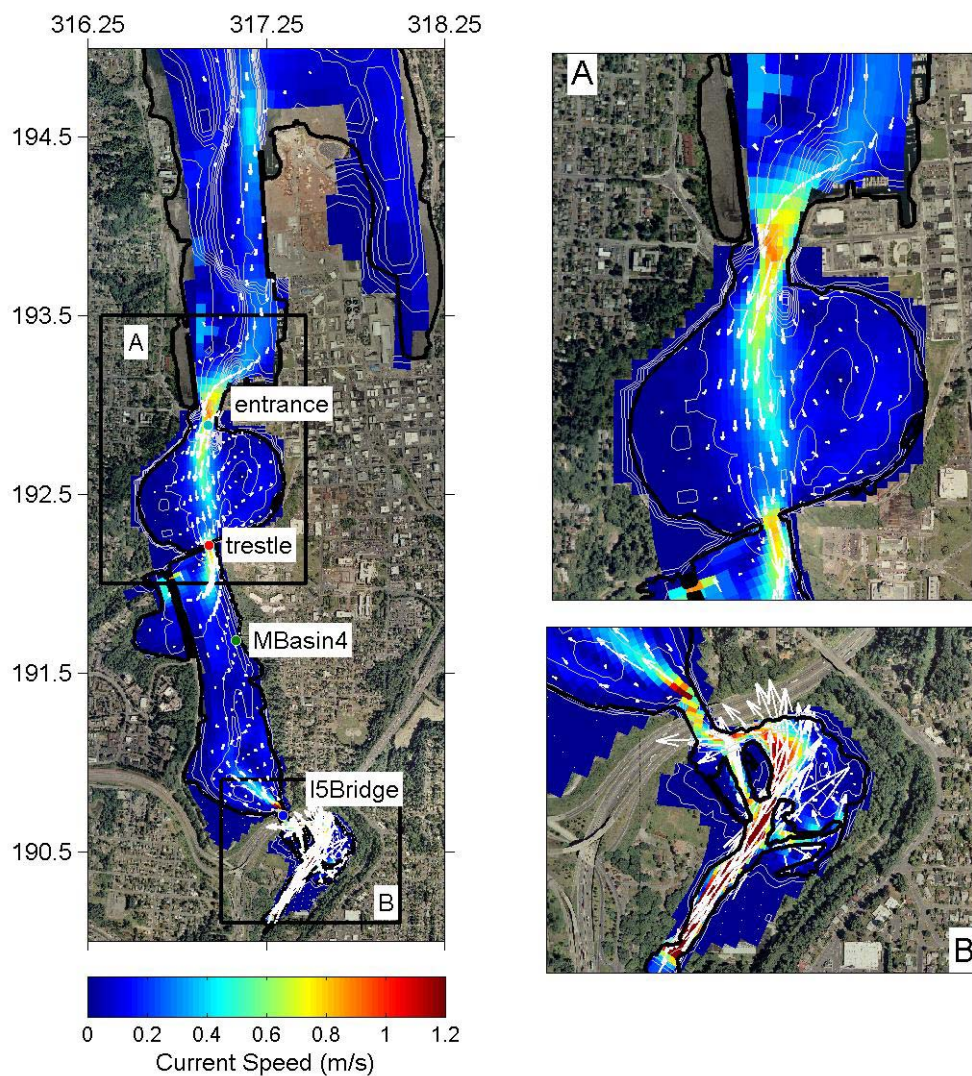 316.25 317.25 318.25
194.5
193.5
192.5
191.5
190.5
A
entrance
trestle
MBasin4
I5Bridge
B
0 0.2 0.4 0.6 0.8 1 1.2
Current Speed (m/s)
A
B